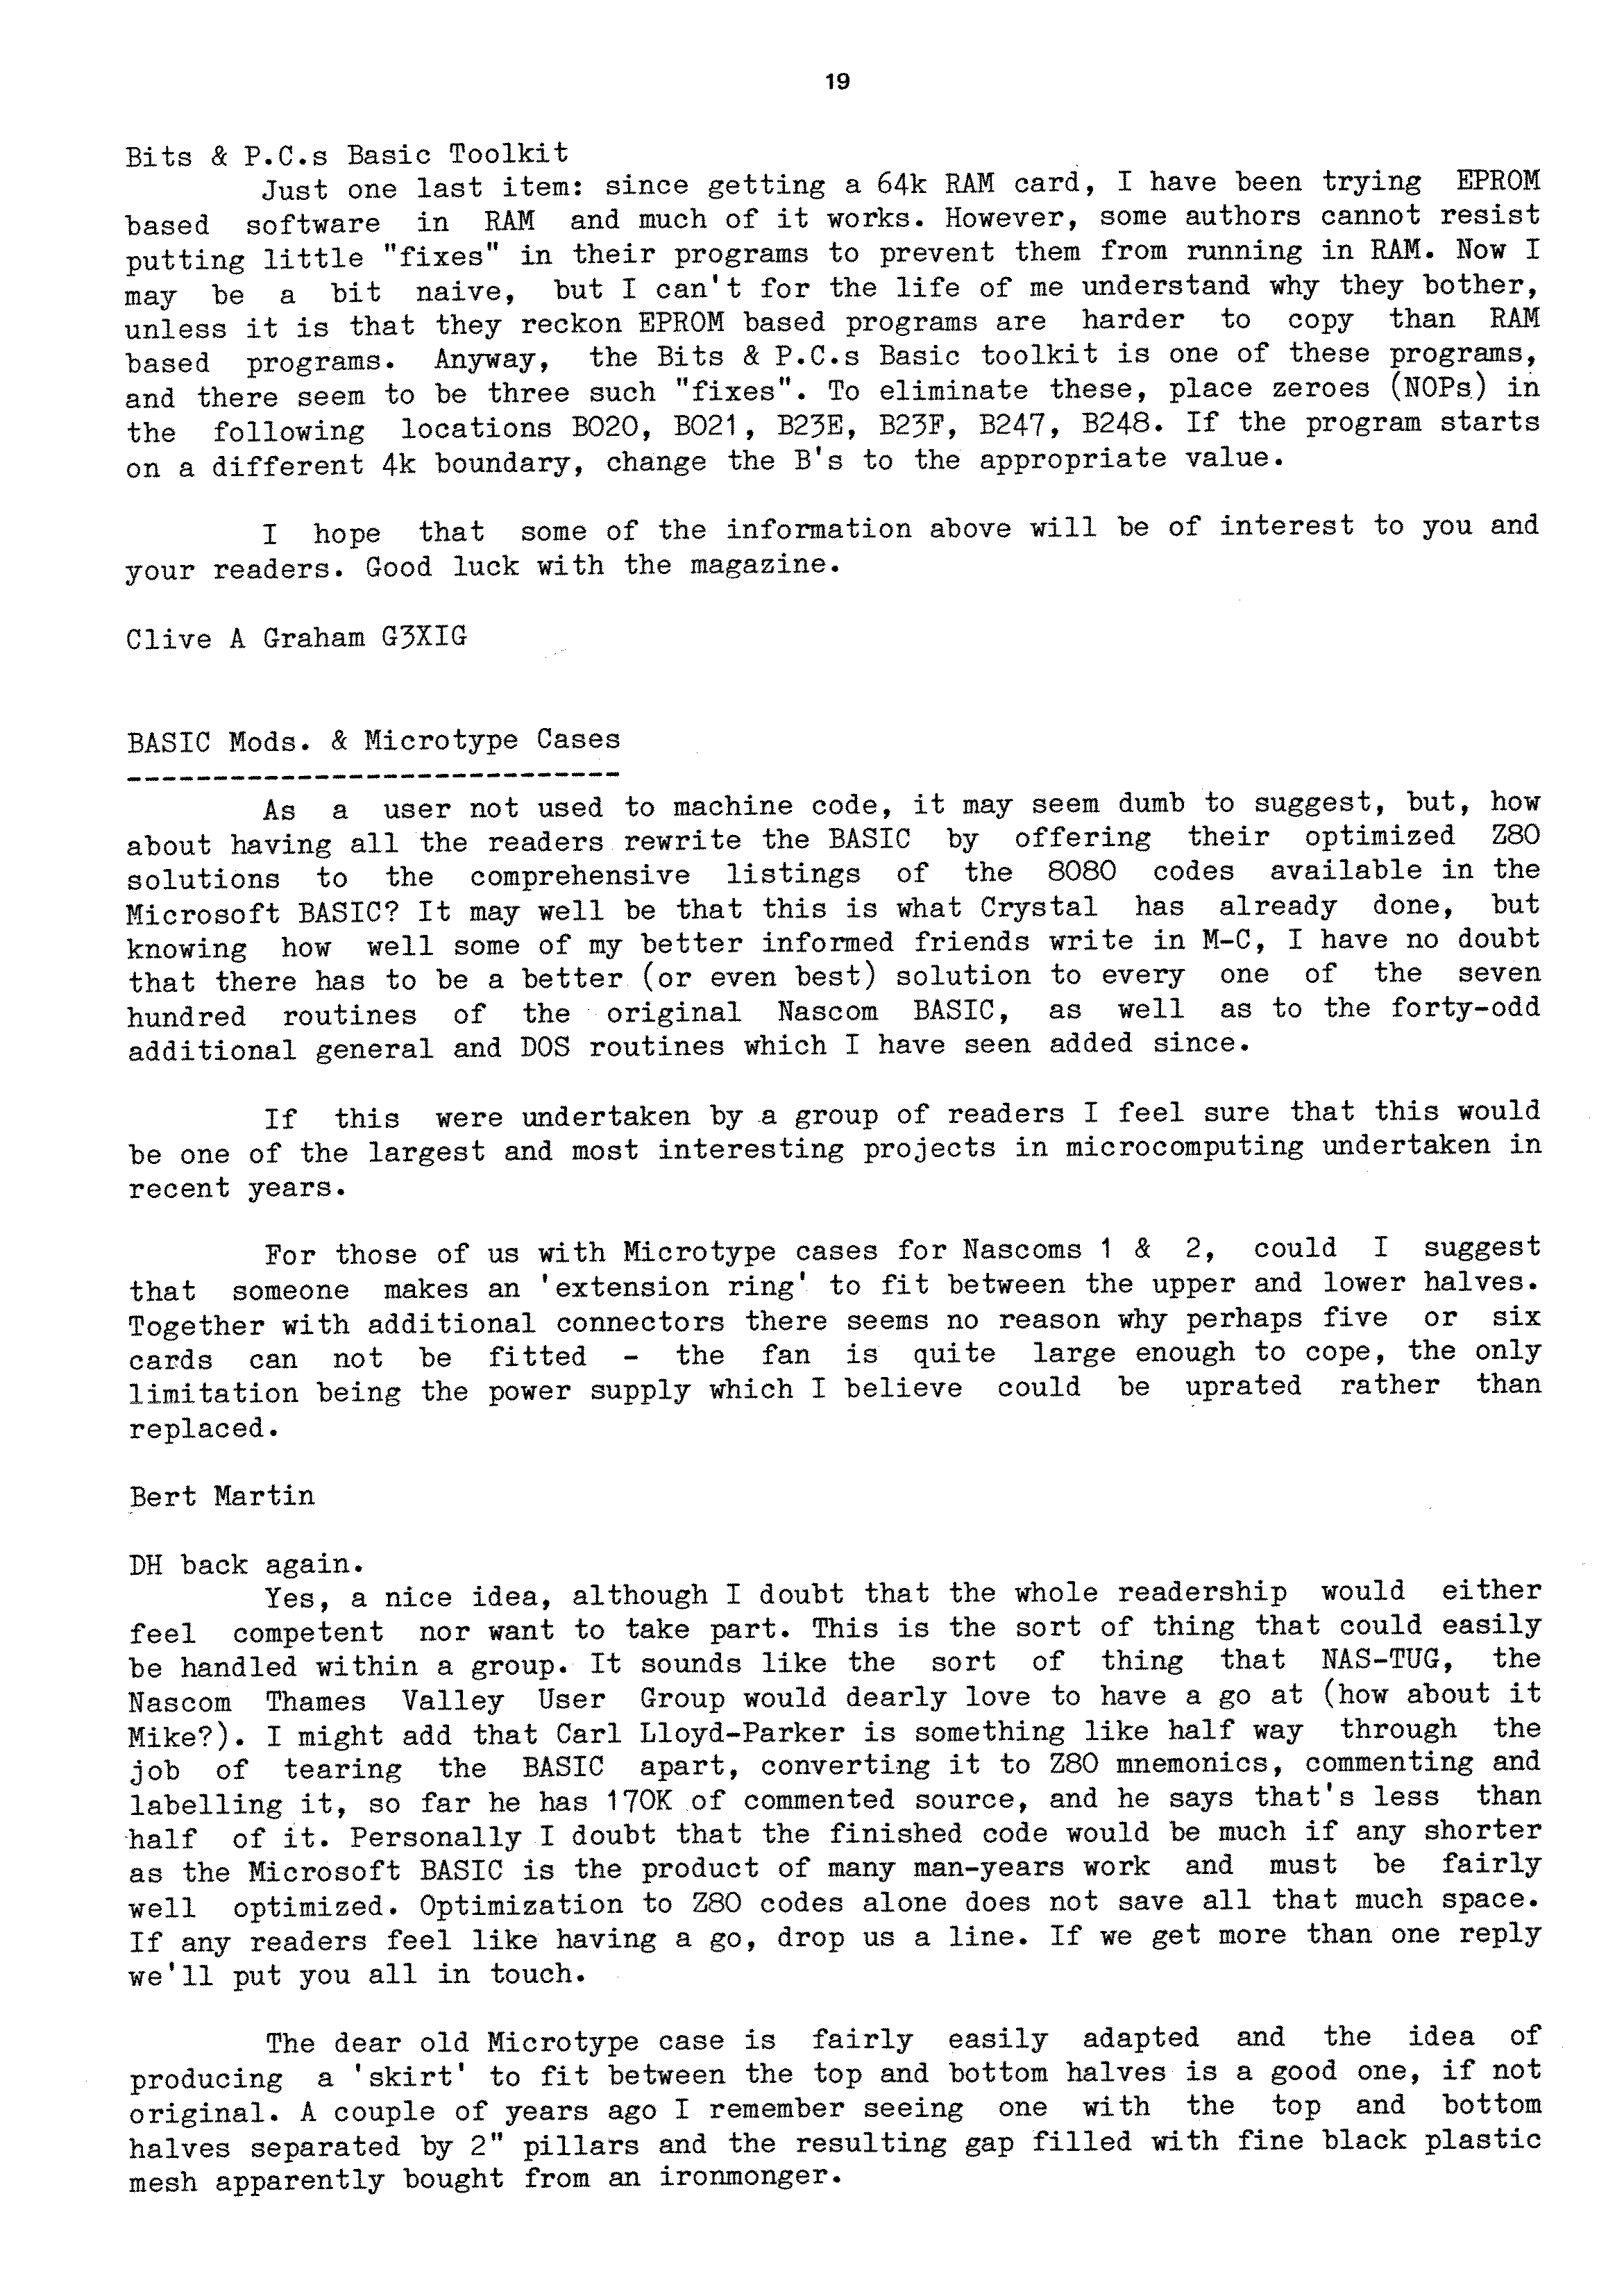 19
Bits & P.C.s Basic Toolkit
Just one last item: since getting a 64k RAM card, I have been trying EPROM
based software in RAM and much of it works. However, some authors cannot resist
putting little "fixes" in their programs to prevent them from running in RAM. Now I
may be a bit naive, but I can't for the life of me understand why they bother,
unless it is that they reckon EPROM based programs are harder to copy than RAM
based programs. Anyway, the Bits & P.C.s Basic toolkit is one of these programs,
and there seem to be three such "fixes". To eliminate these, place zeroes (NOPs) in
the following locations B020, B021, B23E, B23F, B247, B248. If the program starts
on a different 4k boundary, change the B's to the appropriate value.
I hope that some of the information above will be of interest to you and
your readers. Good luck with the magazine.
Clive A Graham G3XIG
BASIC Mods. & Microtype Cases
-----------------------------
As a user not used to machine code, it may seem dumb to suggest, but, how
about having all the readers rewrite the BASIC by offering their optimized Z80
solutions to the comprehensive listings of the 8080 codes available in the
Microsoft BASIC? It may well be that this is what Crystal has already done, but
knowing how well some of my better informed friends write in M-C, I have no doubt
that there has to be a better (or even best) solution to every one of the seven
hundred routines of the original Nascom BASIC, as well as to the forty-odd
additional general and DOS routines which I have seen added since.
If this were undertaken by a group of readers I feel sure that this would
be one of the largest and most interesting projects in microcomputing undertaken in
recent years.
For those of us with Microtype cases for Nascoms 1 & 2, could I suggest
that someone makes an 'extension ring' to fit between the upper and lower halves.
Together with additional connectors there seems no reason why perhaps five or six
cards can not be fitted - the fan is quite large enough to cope, the only
limitation being the power supply which I believe could be uprated rather than
replaced.
Bert Martin
DH back again.
Yes, a nice idea, although I doubt that the whole readership would either
feel competent nor want to take part. This is the sort of thing that could easily
be handled within a group. It sounds like the sort of thing that NAS-TUG, the
Nascom Thames Valley User Group would dearly love to have a go at (how about it
Mike?). I might add that Carl Lloyd-Parker is something like half way through the
job of tearing the BASIC apart, converting it to Z80 mnemonics, commenting and
labelling it, so far he has 170K of commented source, and he says that's less than
half of it. Personally I doubt that the finished code would be much if any shorter
as the Microsoft BASIC is the product of many man-years work and must be fairly
well optimized. Optimization to Z80 codes alone does not save all that much space.
If any readers feel like having a go, drop us a line. If we get more than one reply
we'll put you all in touch.
The dear old Microtype case is fairly easily adapted and the idea of
producing a 'skirt' to fit between the top and bottom halves is a good one, if not
original. A couple of years ago I remember seeing one with the top and bottom
halves separated by 2" pillars and the resulting gap filled with fine black plastic
mesh apparently bought from an ironmonger.